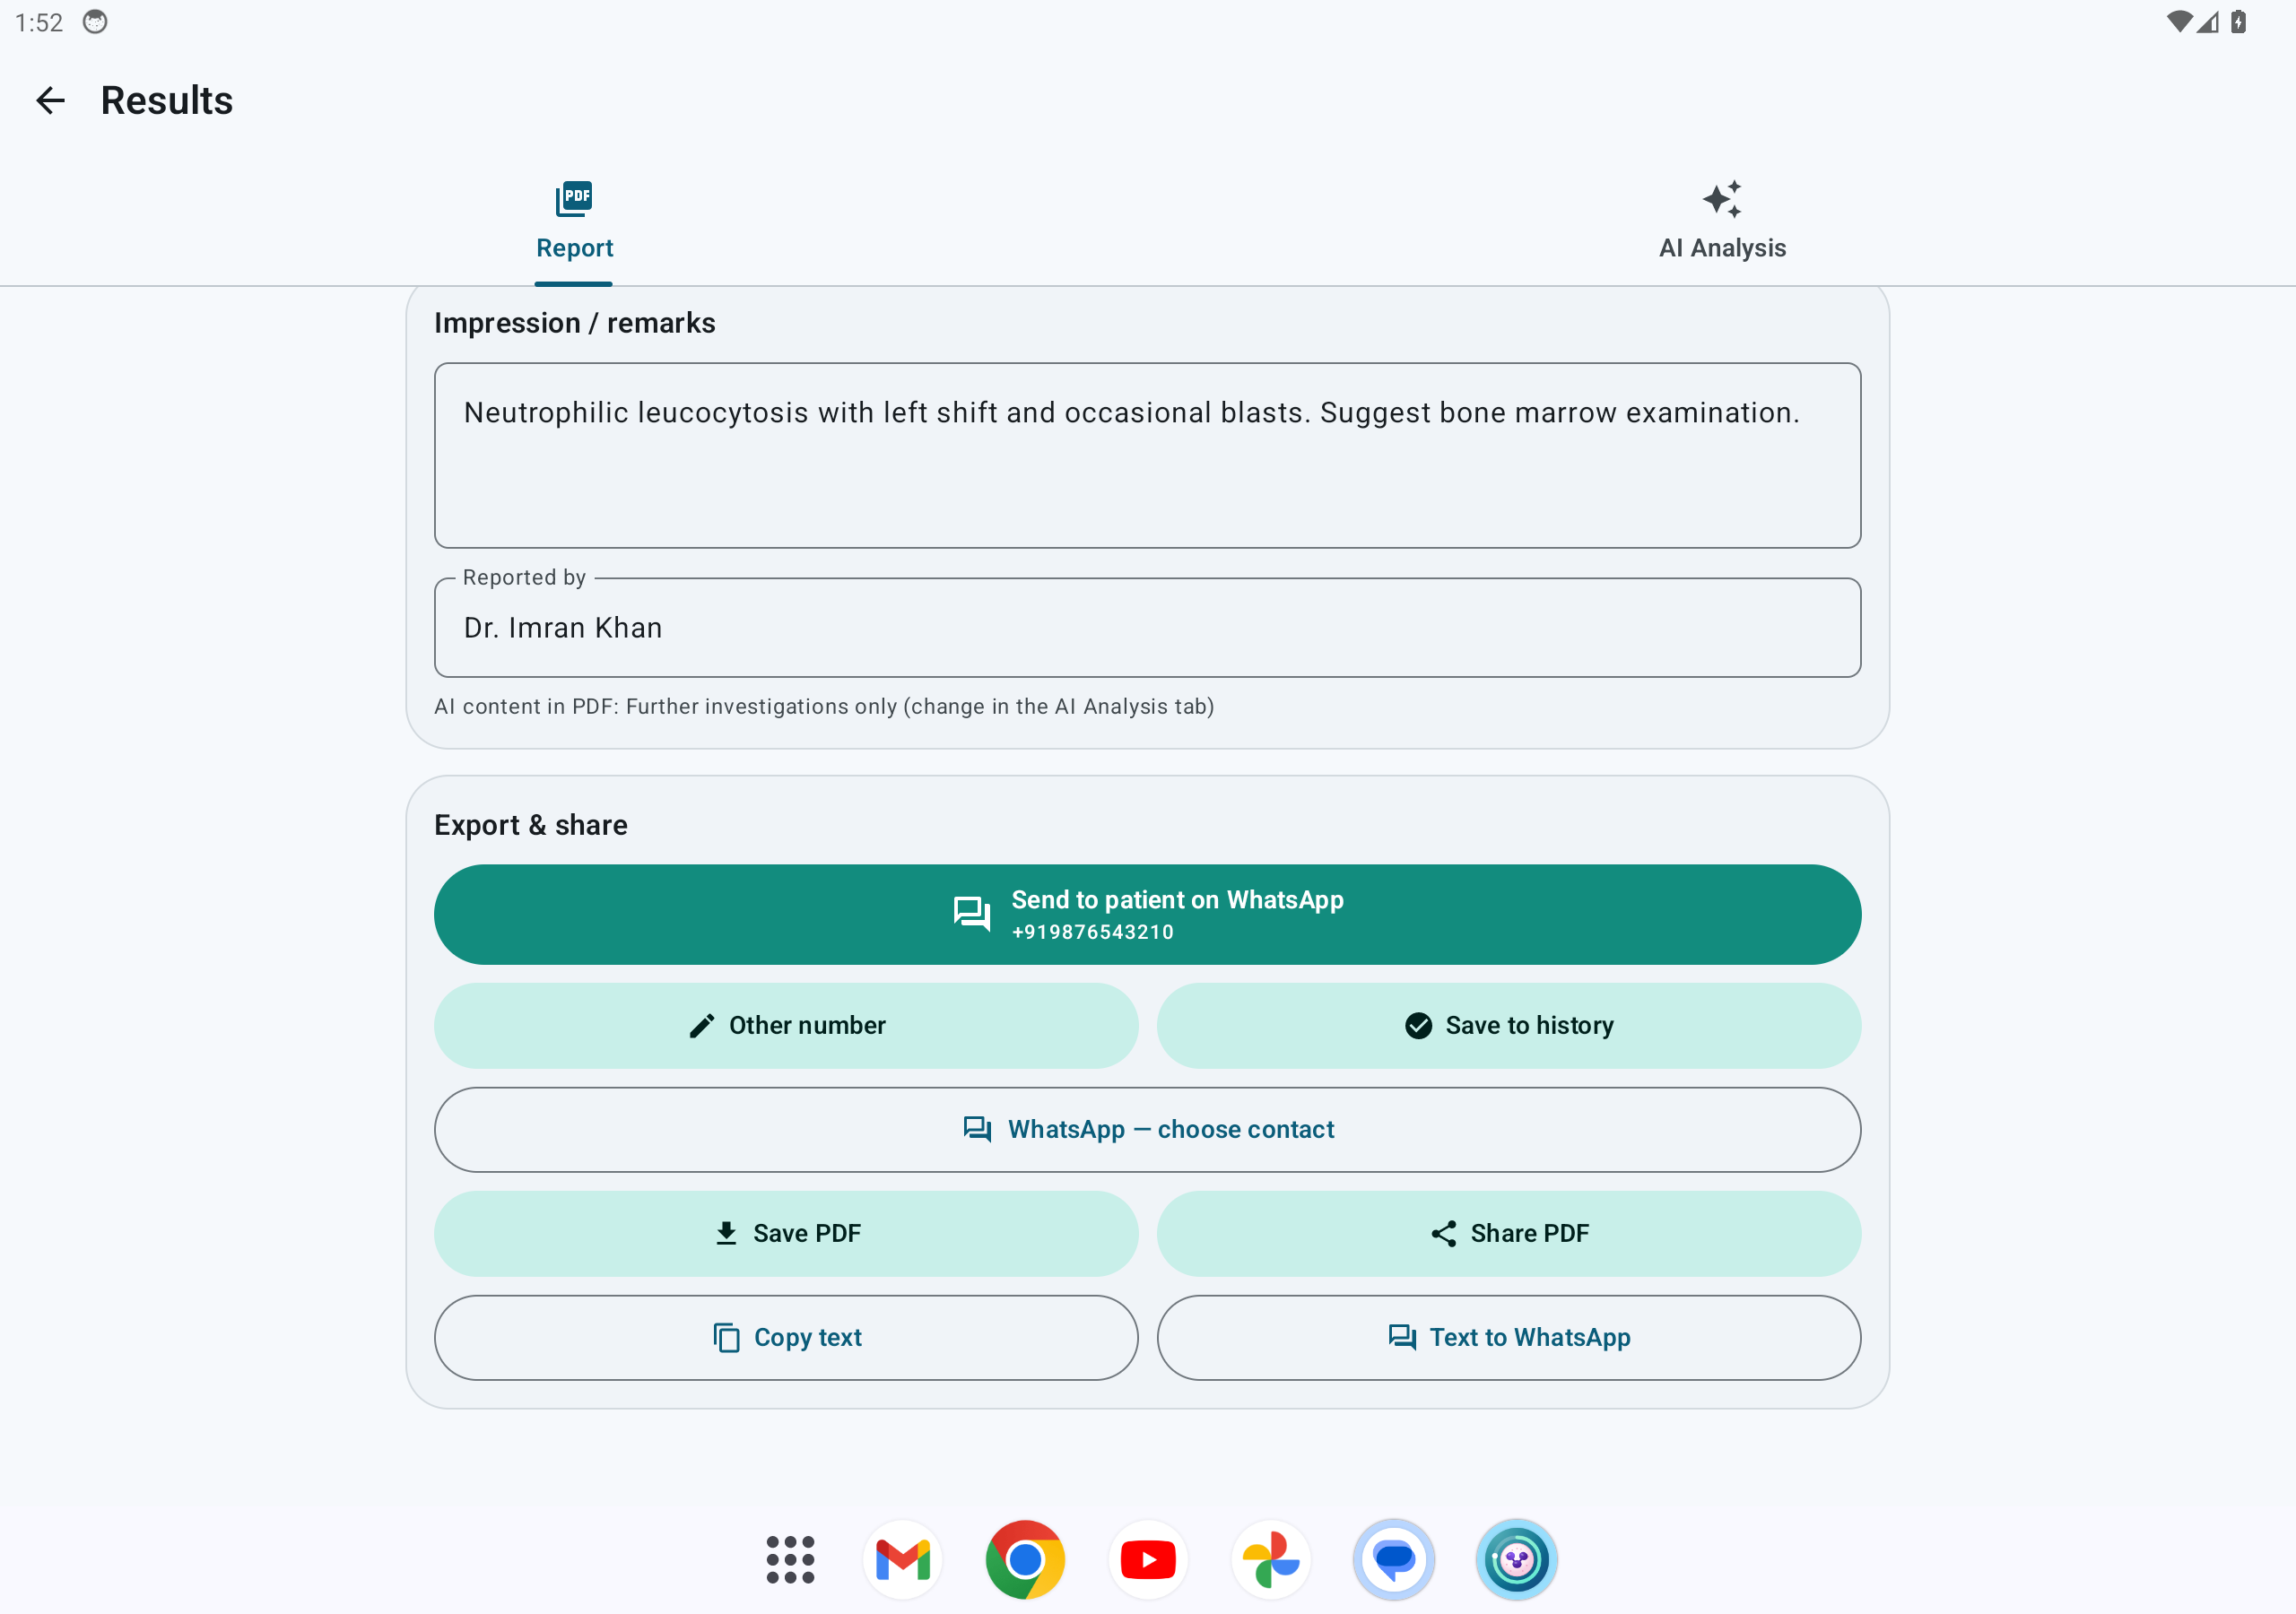 1:52
Results
PDF
Report
AI Analysis
Impression / remarks
Neutrophilic leucocytosis with left shift and occasional blasts. Suggest bone marrow examination.
Reported by
Dr. Imran Khan
AI content in PDF: Further investigations only (change in the AI Analysis tab)
Export & share
Send to patient on WhatsApp
+919876543210
Other number
Save to history
WhatsApp — choose contact
Save PDF
Share PDF
Copy text
Text to WhatsApp